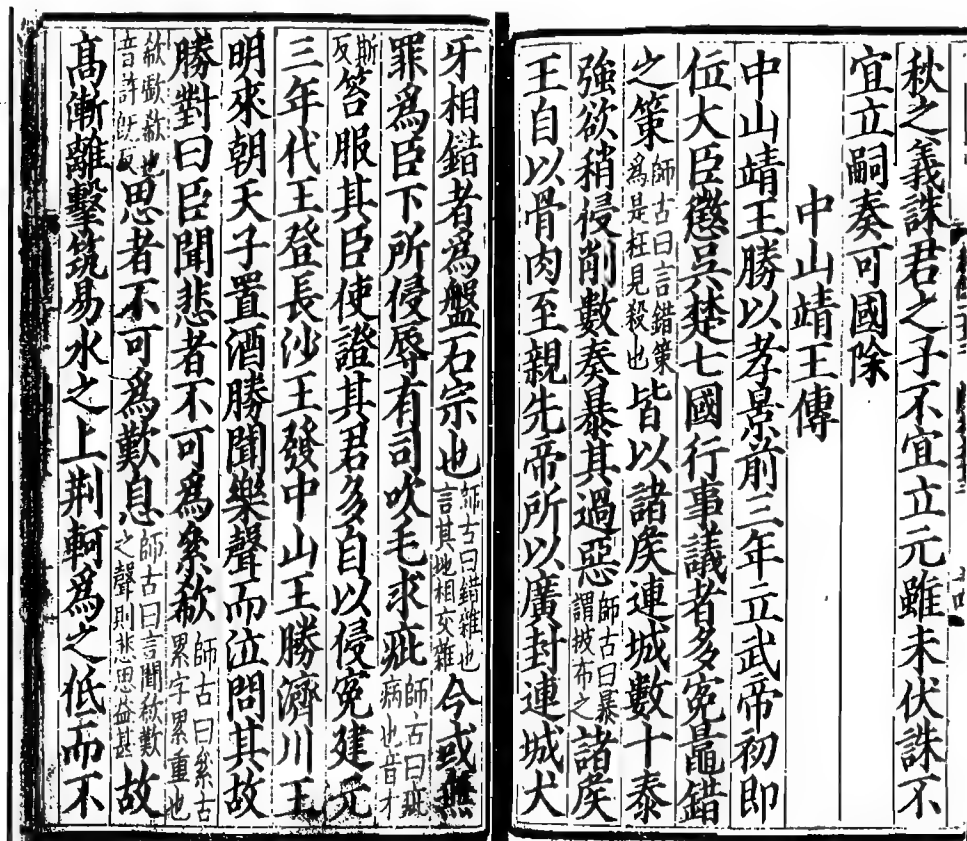 秋之義誅君之子不宜立元雖未伏誅不
宜立嗣奏可國除
中山靖王傳
中山靖王勝以孝景前三年立武帝初即
位大臣懲吳楚七國行事議者多冤鼂錯
之策師古曰言錯策爲是枉見殺也皆以諸侯連城數十泰
強欲稍侵削數奏暴其過惡師古曰暴謂披布之諸侯
王自以骨肉至親先帝所以廣封連城犬
牙相錯者爲盤石宗也師古曰錯雜也言其地相交雜今或無
罪爲臣下所侵辱有司吹毛求疵師古曰疵病也音才
斯反笞服其臣使證其君多自以侵冤建元
三年代王登長沙王發中山王勝濟川王
明來朝天子置酒勝聞樂聲而泣問其故
勝對曰臣聞悲者不可爲絫欷師古曰絫古累字累重也
欷歔欷也音許旣反思者不可爲歎息師古曰言聞欷歎之聲則悲思益甚故
高漸離擊筑易水之上荆軻爲之低而不